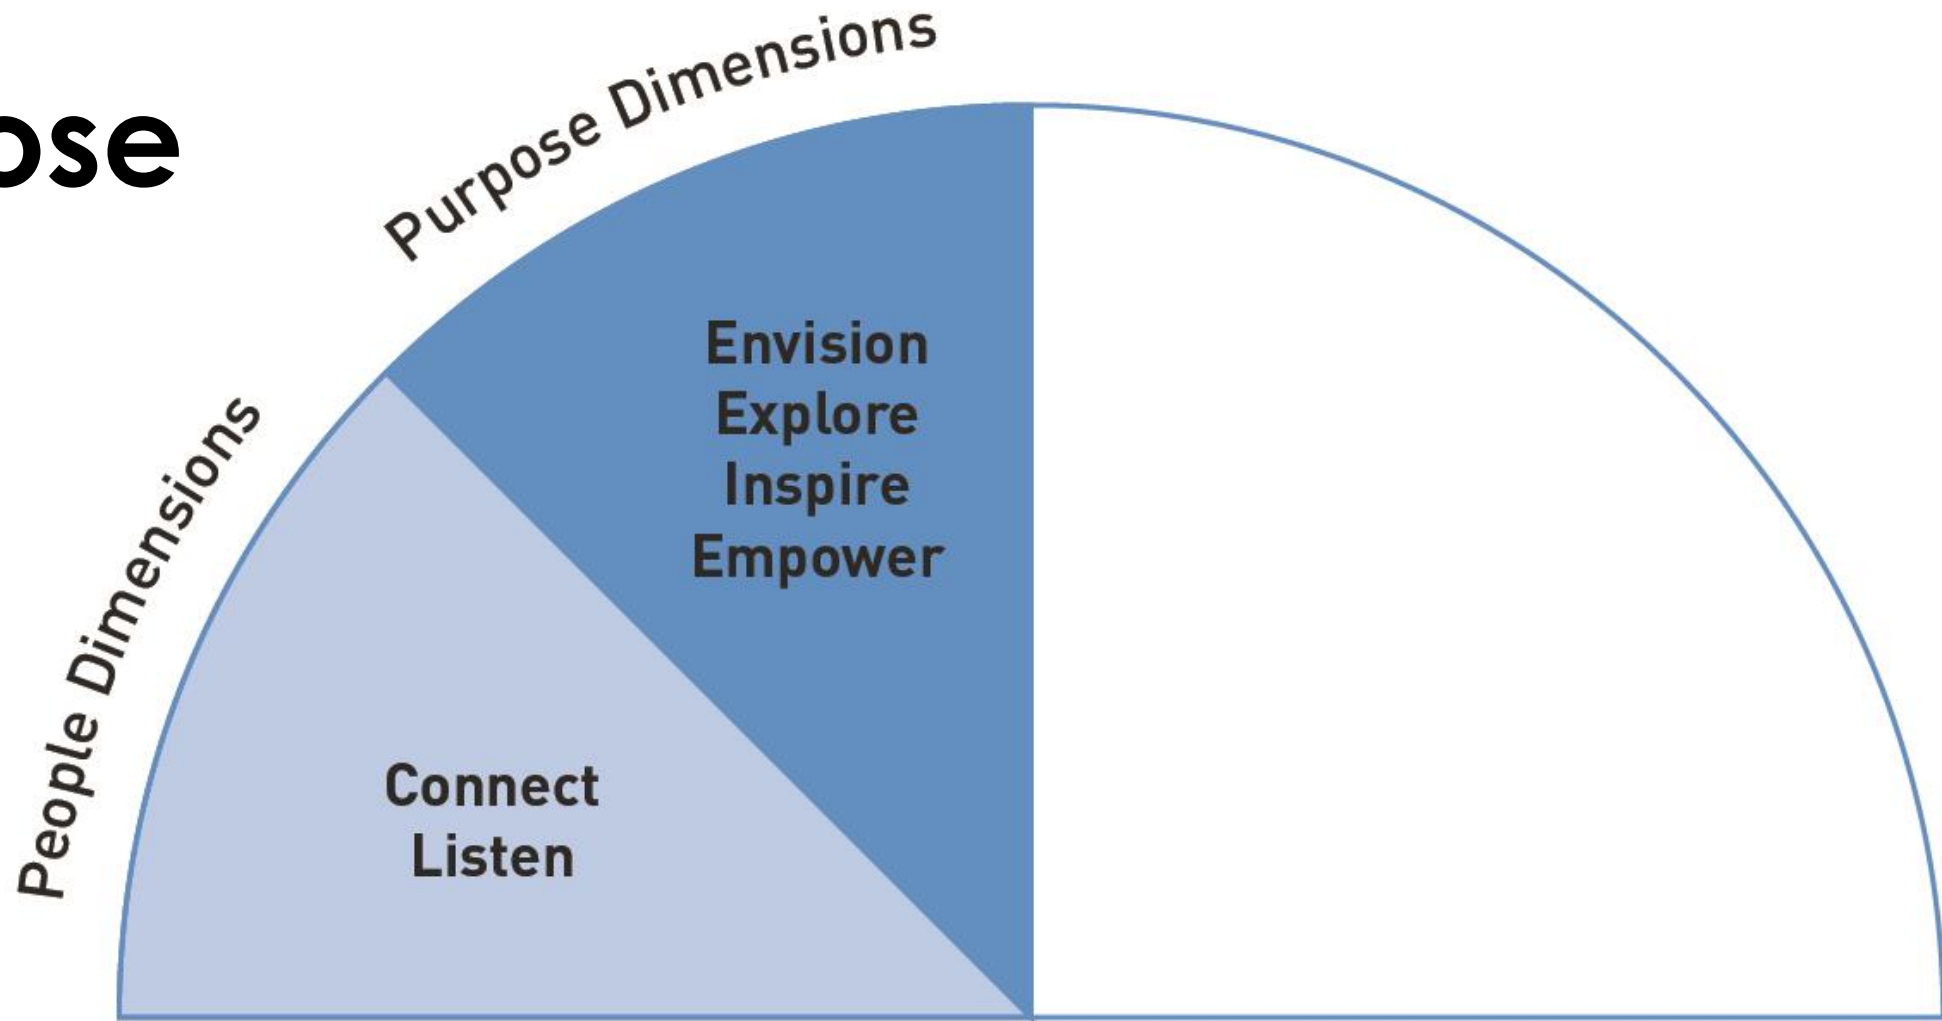 ose
Purpose Dimensions
Envision
Explore
Inspire
Empower
People Dimensions
Connect
Listen